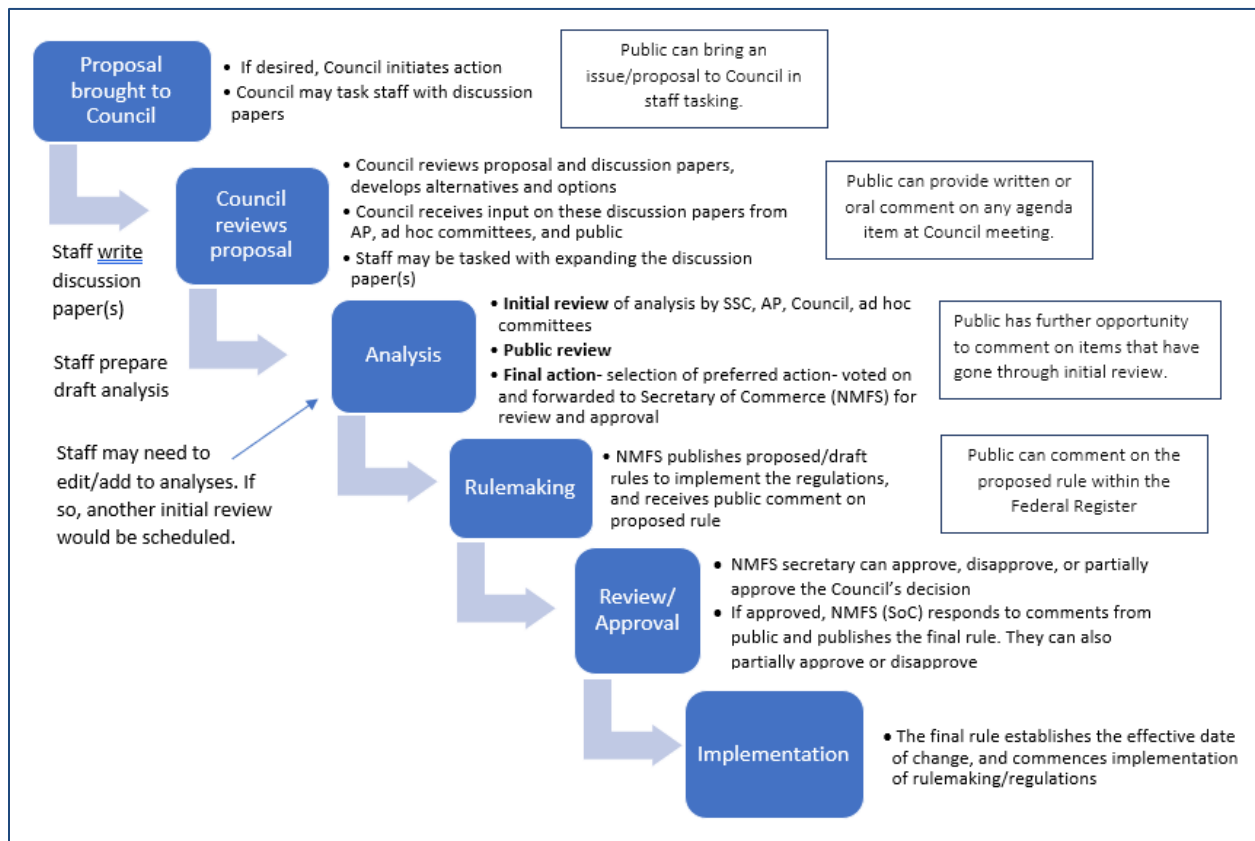 Proposal
brought to
Council
• If desired, Council initiates action
• Council may task staff with discussion
papers
Public can bring an
issue/proposal to Council in
staff tasking.
Staff write
discussion
paper(s)
Council
reviews
proposal
• Council reviews proposal and discussion papers,
develops alternatives and options
• Council receives input on these discussion papers from
AP, ad hoc committees, and public
• Staff may be tasked with expanding the discussion
paper(s)
Public can provide written or
oral comment on any agenda
item at Council meeting.
Staff prepare
draft analysis
Analysis
• Initial review of analysis by SSC, AP, Council, ad hoc
committees
• Public review
• Final action- selection of preferred action- voted on
and forwarded to Secretary of Commerce (NMFS) for
review and approval
Public has further opportunity
to comment on items that have
gone through initial review.
Staff may need to
edit/add to analyses. If
so, another initial review
would be scheduled.
Rulemaking
• NMFS publishes proposed/draft
rules to implement the regulations,
and receives public comment on
proposed rule
Public can comment on the
proposed rule within the
Federal Register
Review/
Approval
• NMFS secretary can approve, disapprove, or partially
approve the Council's decision
• If approved, NMFS (SoC) responds to comments from
public and publishes the final rule. They can also
partially approve or disapprove
Implementation
• The final rule establishes the effective date
of change, and commences implementation
of rulemaking/regulations